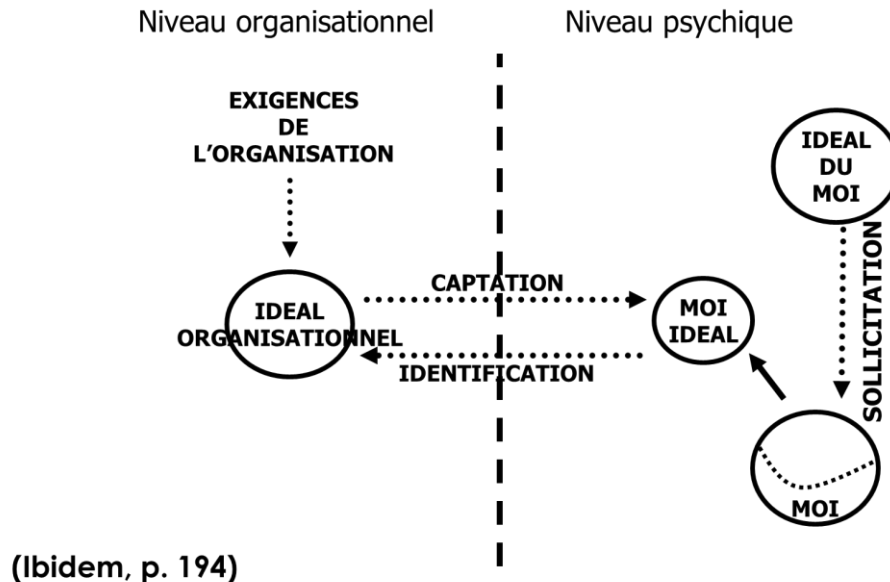 Niveau organisationnel
Niveau psychique
EXIGENCES
DE
L'ORGANISATION
IDEAL
DU
MOI
SOLLICITATION
CAPTATION
IDEAL
ORGANISATIONNEL
MOI
IDEAL
IDENTIFICATION
MOI
(Ibidem, p. 194)